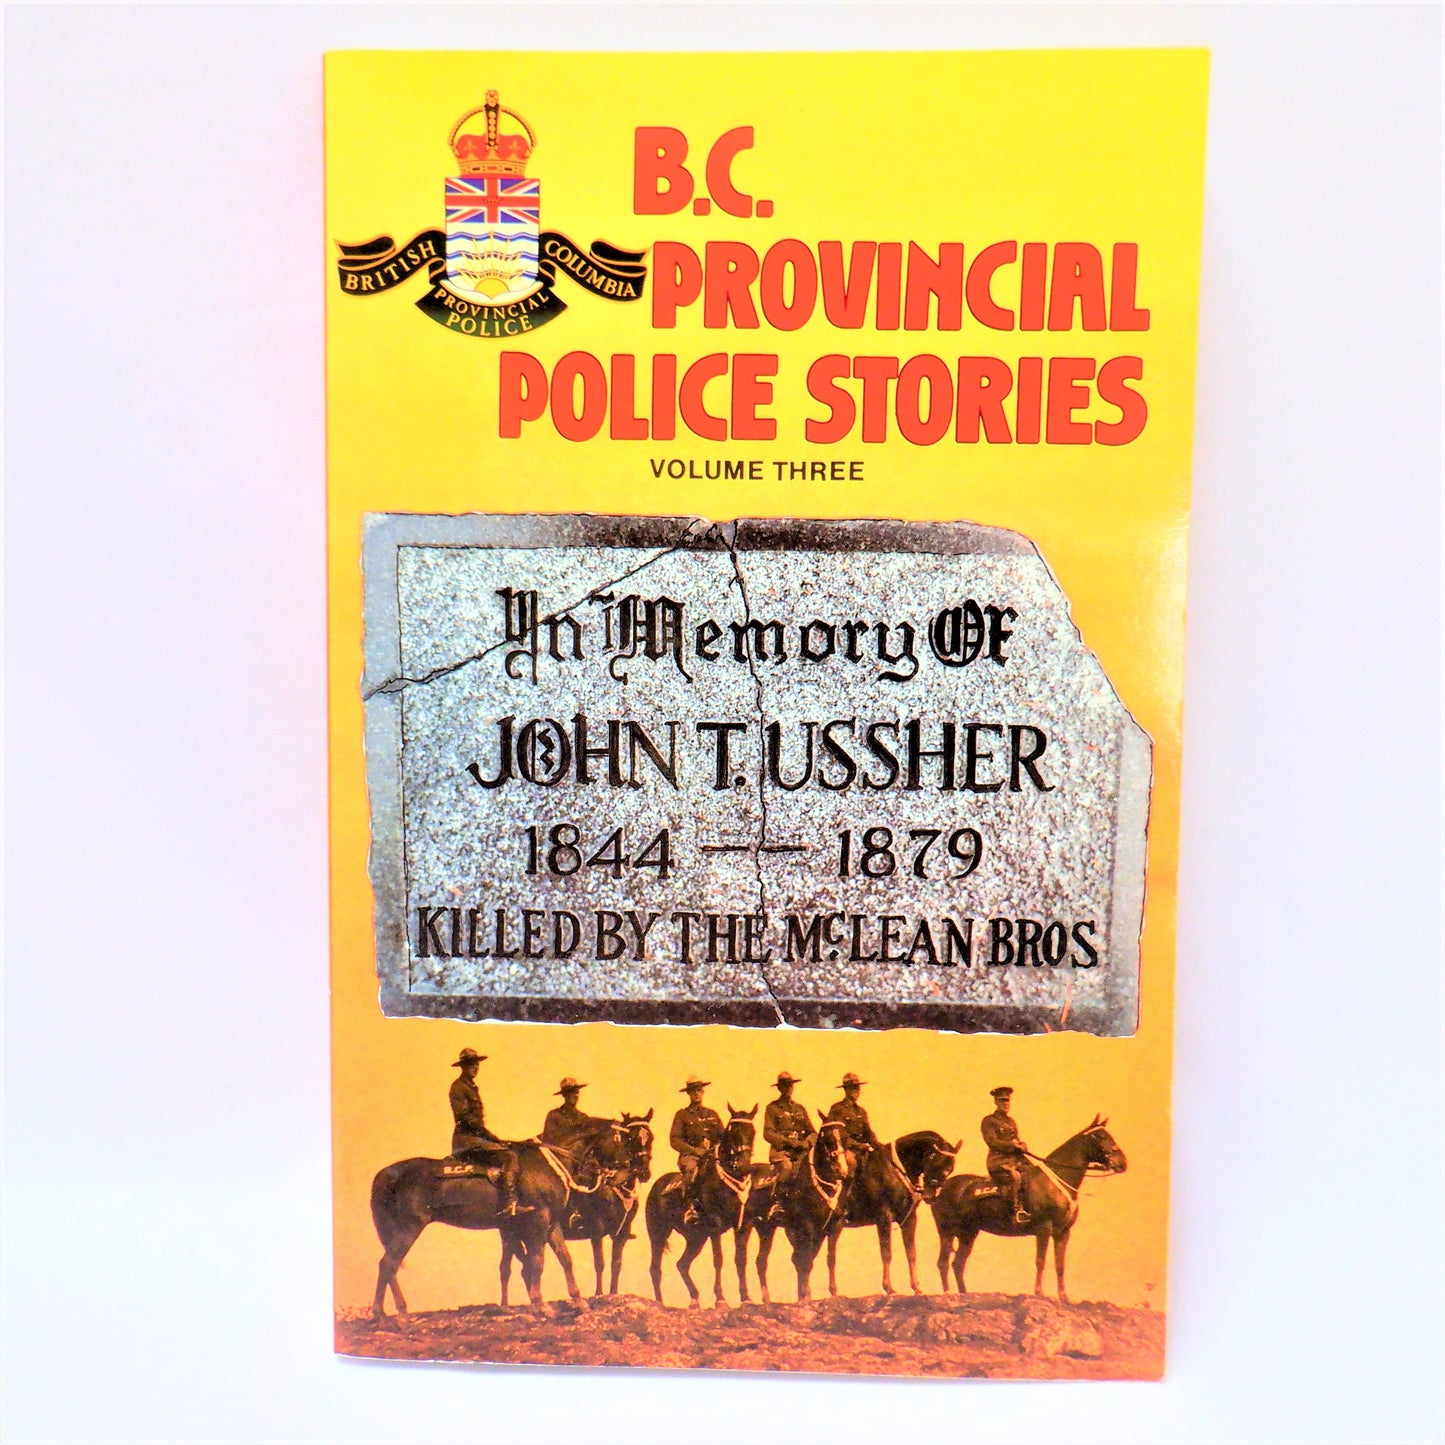 B.C.
PROVINCIAL
POLICE STORIES
BRITISH COLUMBIA
PROVINCIAL
POLICE
VOLUME THREE
In Memory Of
JOHN T. USSHER
1844 — 1879
KILLED BY THE McLEAN BROS
B.C.P.
B.C.P.